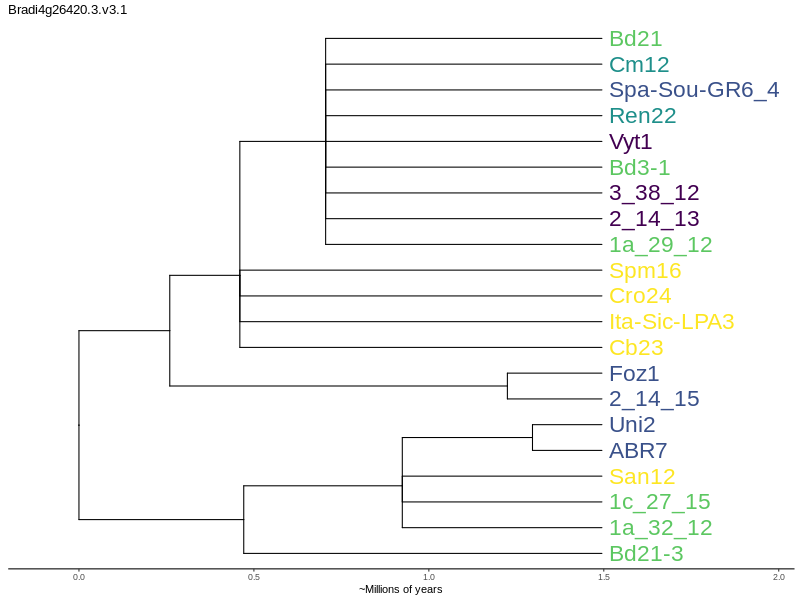 Bradi4g26420.3.v3.1
Bd21
Cm12
Spa-Sou-GR6_4
Ren22
Vyt1
Bd3-1
3_38_12
2_14_13
1a_29_12
Spm16
Cro24
Ita-Sic-LPA3
Cb23
Foz1
2_14_15
Uni2
ABR7
San12
1c_27_15
1a_32_12
Bd21-3
0.0 0.5 1.0 1.5 2.0
~Millions of years